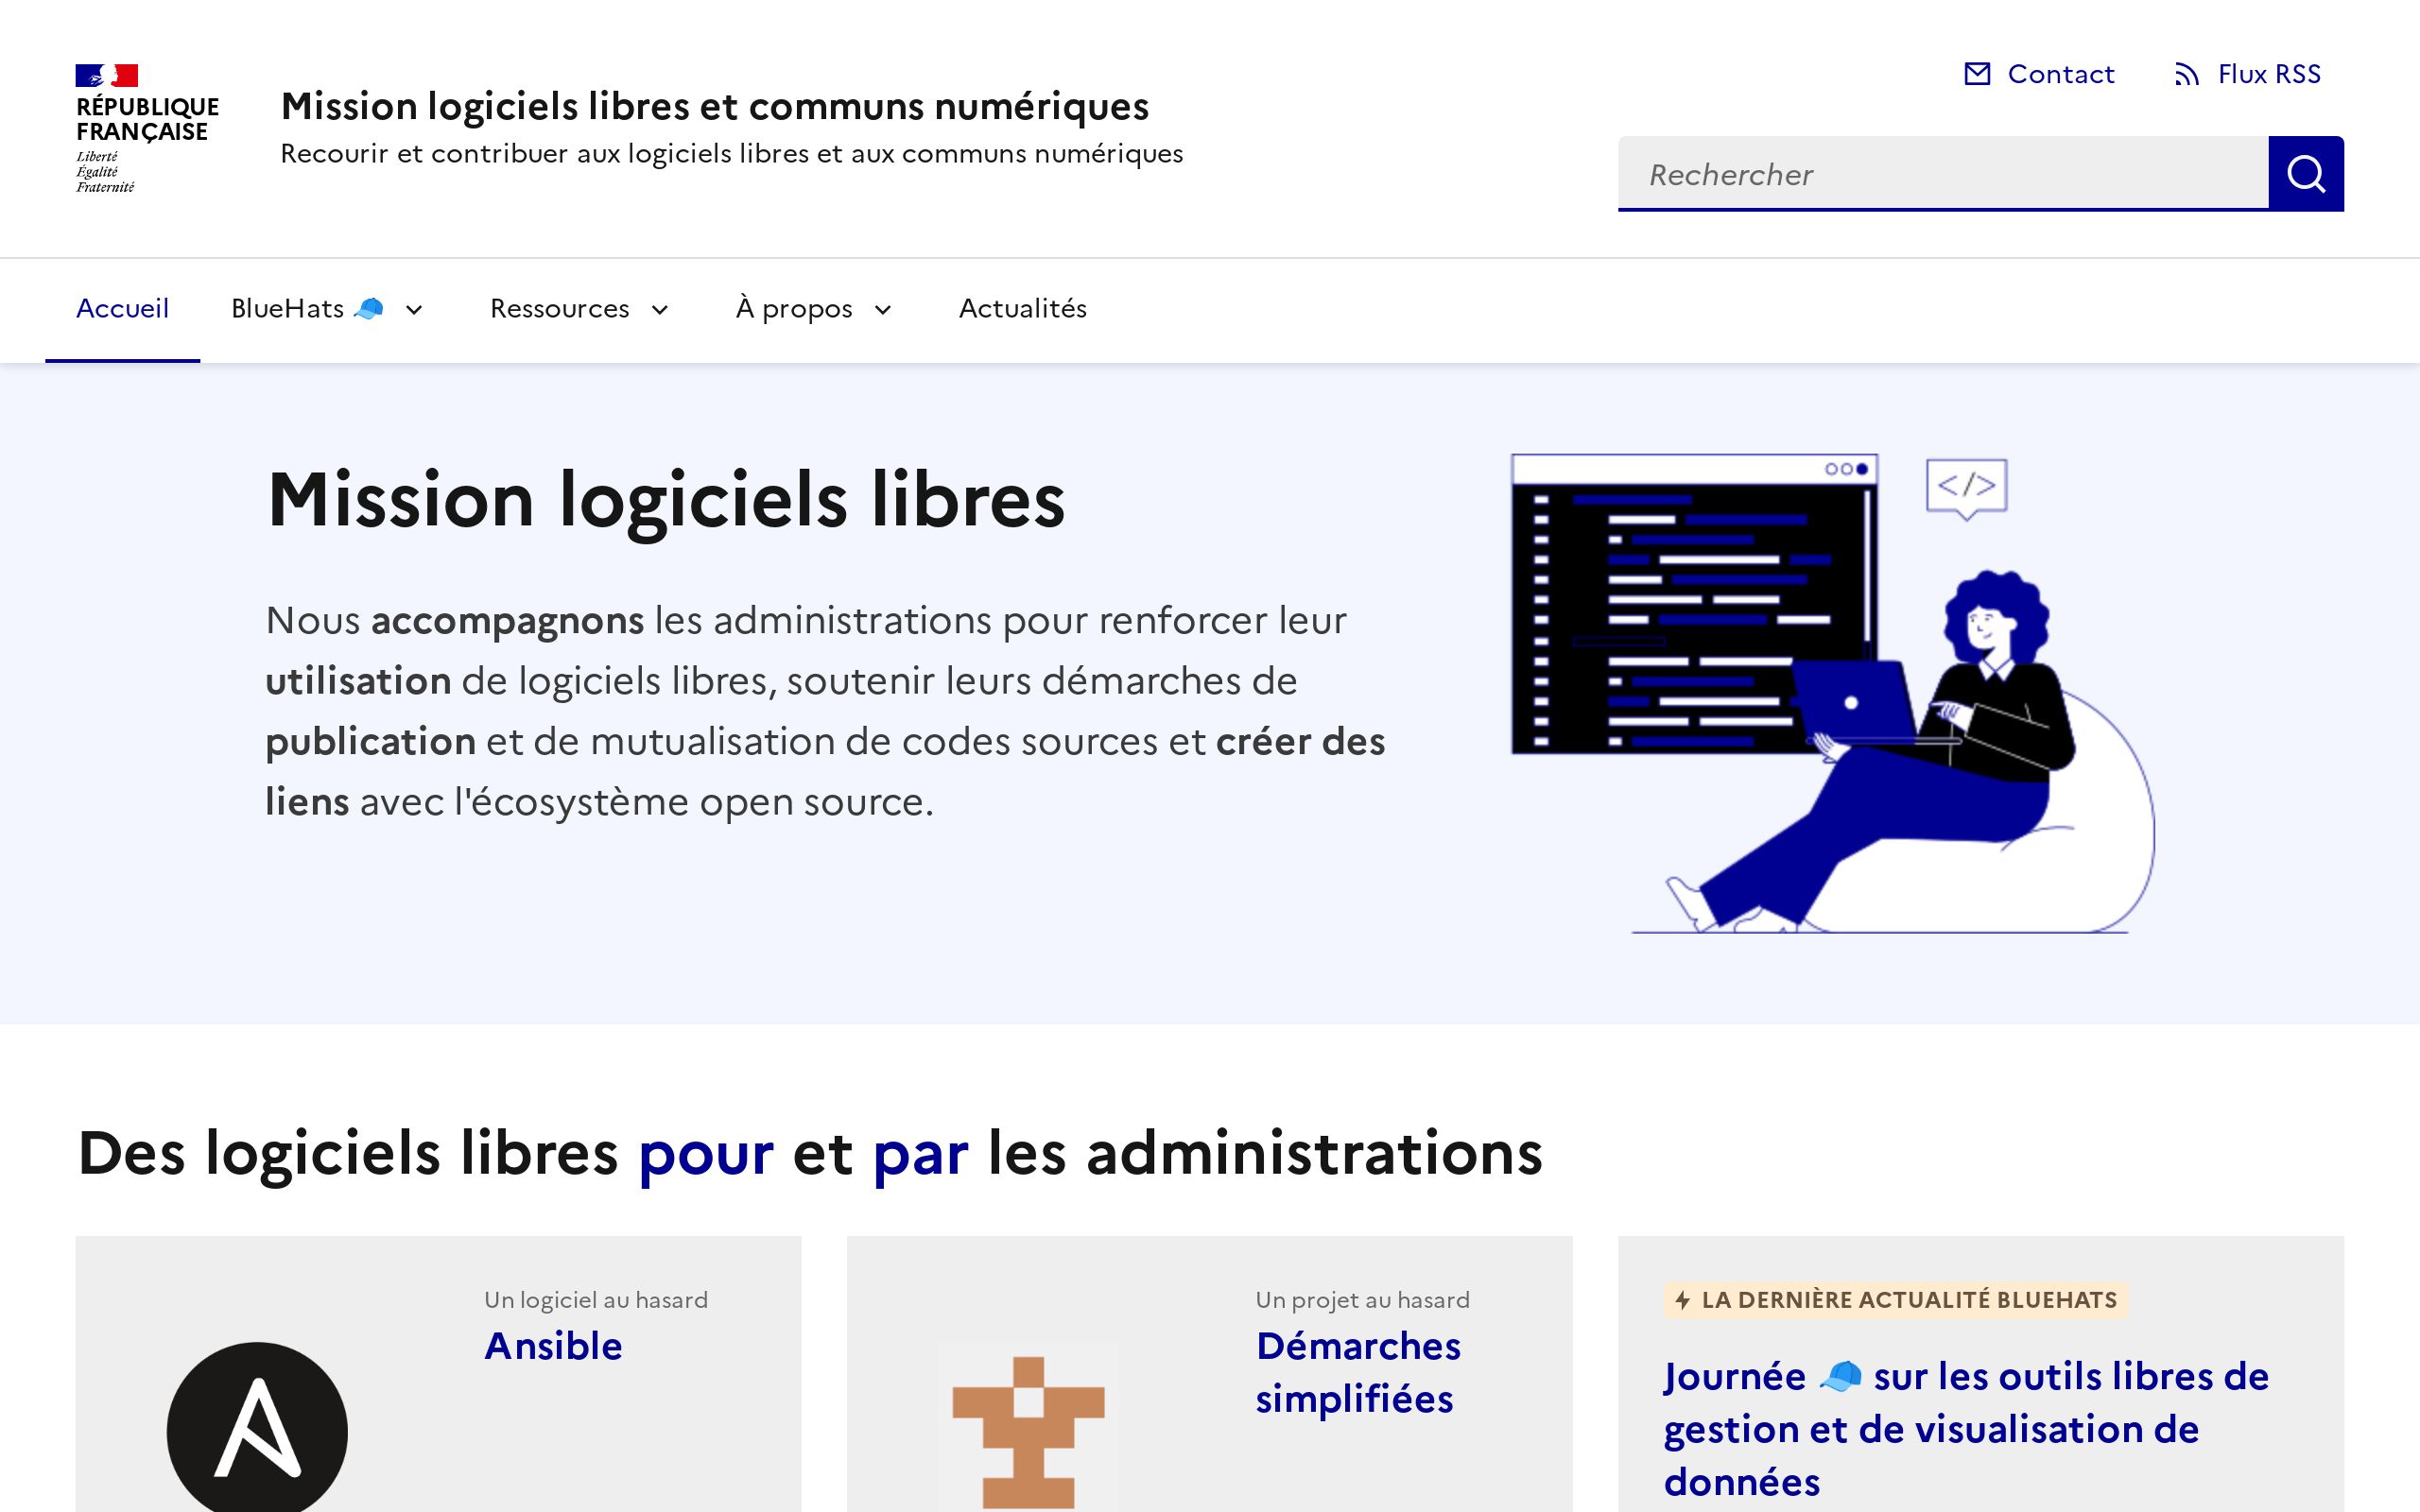 RÉPUBLIQUE
FRANÇAISE
Liberté
Égalité
Fraternité
Mission logiciels libres et communs numériques
Recourir et contribuer aux logiciels libres et aux communs numériques
Contact
Flux RSS
Rechercher
Accueil
BlueHats 🧢
Ressources
À propos
Actualités
Mission logiciels libres
Nous accompagnons les administrations pour renforcer leur
utilisation de logiciels libres, soutenir leurs démarches de
publication et de mutualisation de codes sources et créer des
liens avec l'écosystème open source.
</>
Des logiciels libres pour et par les administrations
Un logiciel au hasard
Ansible
Un projet au hasard
Démarches
simplifiées
LA DERNIÈRE ACTUALITÉ BLUEHATS
Journée 🧢 sur les outils libres de
gestion et de visualisation de
données